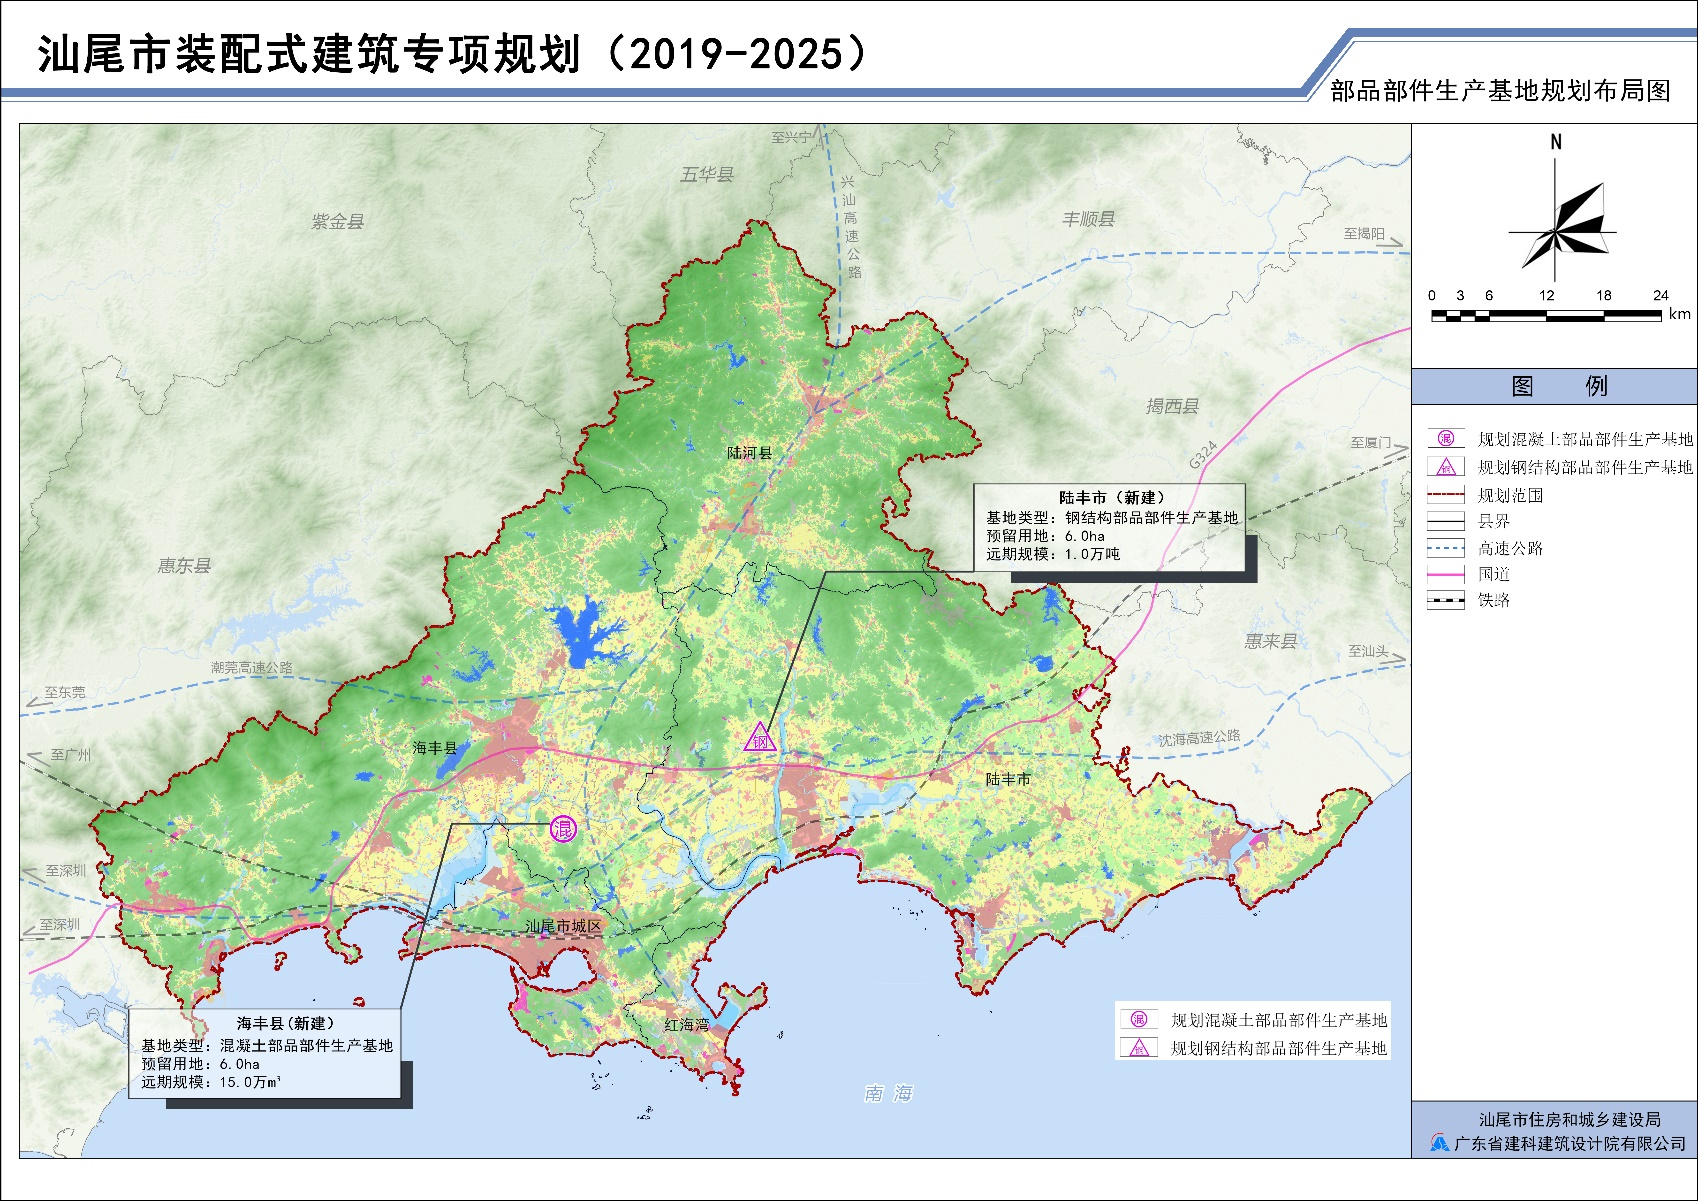 汕尾市装配式建筑专项规划（2019-2025）
部品部件生产基地规划布局图
至兴宁
五华县
兴汕高速公路
紫金县
丰顺县
至揭阳
揭西县
至厦门
G324
陆河县
陆丰市（新建）
基地类型：钢结构部品部件生产基地
预留用地：6.0ha
远期规模：1.0万吨
惠东县
惠来县
至汕头
潮莞高速公路
至东莞
沈海高速公路
至广州
海丰县
钢
陆丰市
混
至深圳
至深圳
汕尾市城区
红海湾
海丰县(新建)
基地类型：混凝土部品部件生产基地
预留用地：6.0ha
远期规模：15.0万m³
南 海
混 规划混凝土部品部件生产基地
钢 规划钢结构部品部件生产基地
N
0 3 6 12 18 24
km
图 例
混 规划混凝土部品部件生产基地
钢 规划钢结构部品部件生产基地
规划范围
县界
高速公路
国道
铁路
汕尾市住房和城乡建设局
广东省建科建筑设计院有限公司